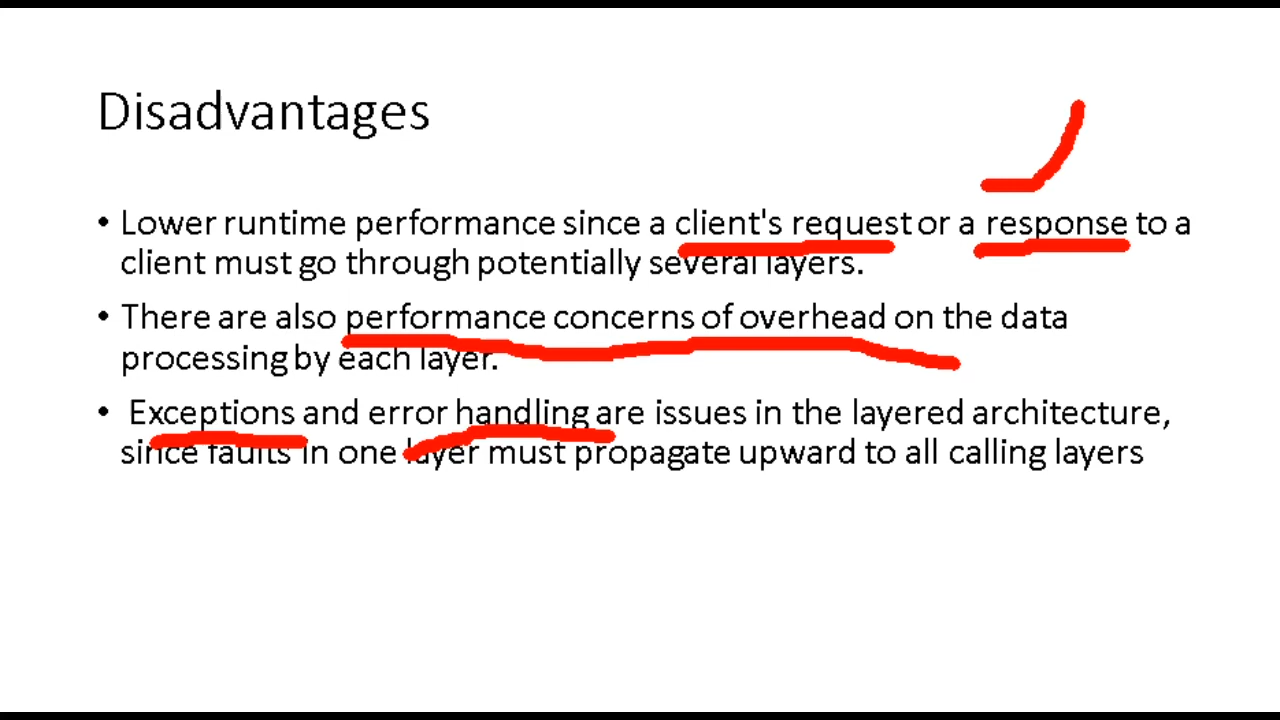 Disadvantages
• Lower runtime performance since a client's request or a response to a
client must go through potentially several layers.
• There are also performance concerns of overhead on the data
processing by each layer.
• Exceptions and error handling are issues in the layered architecture,
since faults in one layer must propagate upward to all calling layers